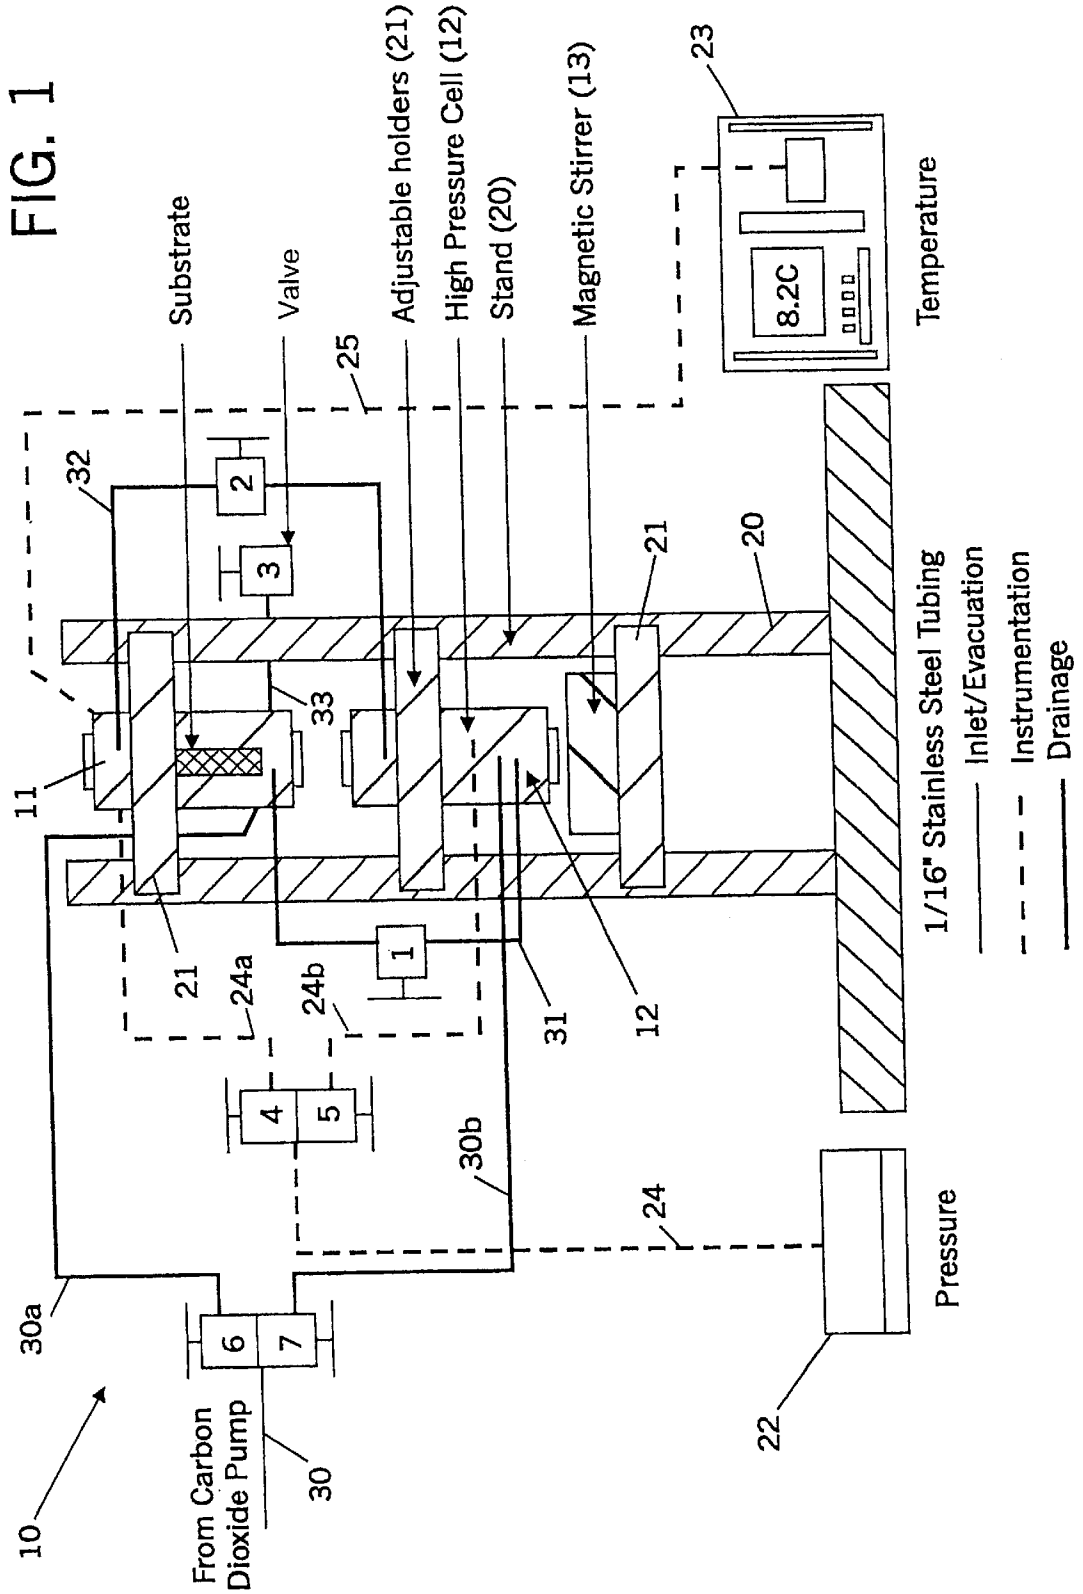 FIG. 1
10
30a
11
32
Substrate
25
Valve
23
From Carbon
Dioxide Pump
30
6
7
4
5
24a
24b
21
1
33
3
2
Adjustable holders (21)
High Pressure Cell (12)
Stand (20)
Magnetic Stirrer (13)
30b
31
12
21
20
24
22
8.2C
Pressure
Temperature
1/16" Stainless Steel Tubing
Inlet/Evacuation
Instrumentation
Drainage